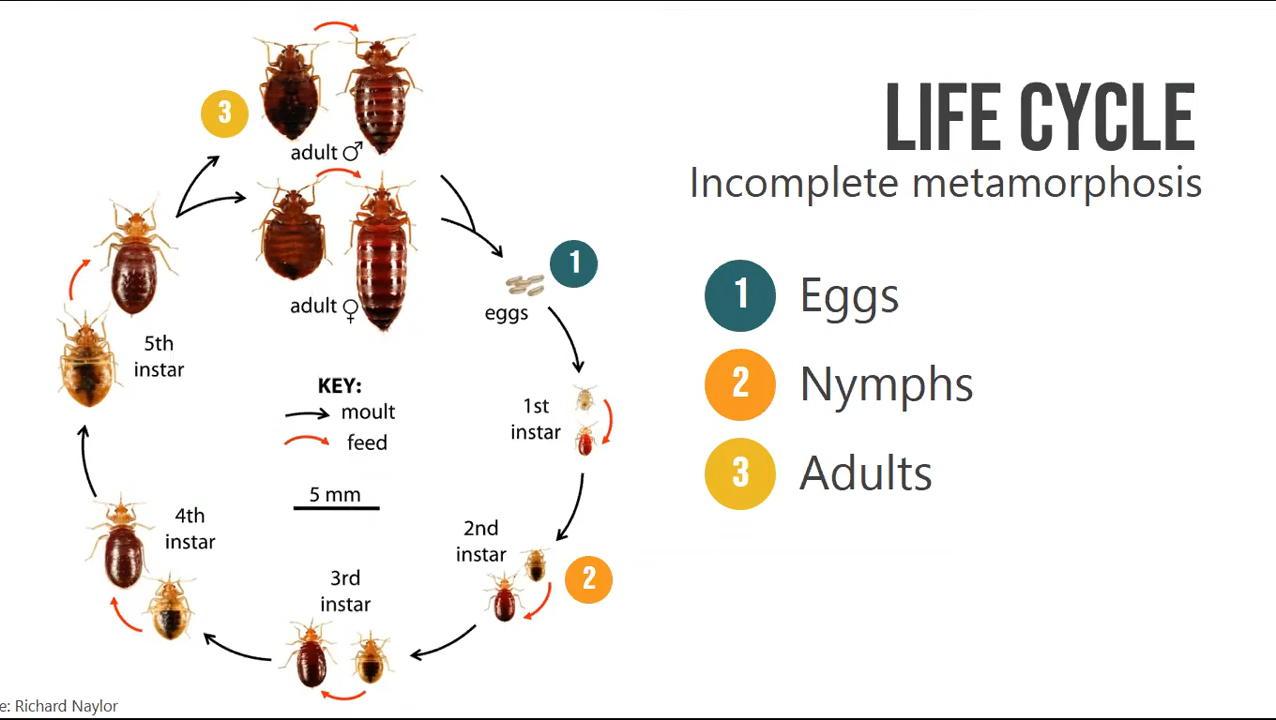 LIFE CYCLE
Incomplete metamorphosis
1 Eggs
2 Nymphs
3 Adults
3
adult ♂
adult ♀
1
eggs
1st
instar
2nd
instar
2
3rd
instar
4th
instar
5th
instar
KEY:
moult
feed
5 mm
e: Richard Naylor